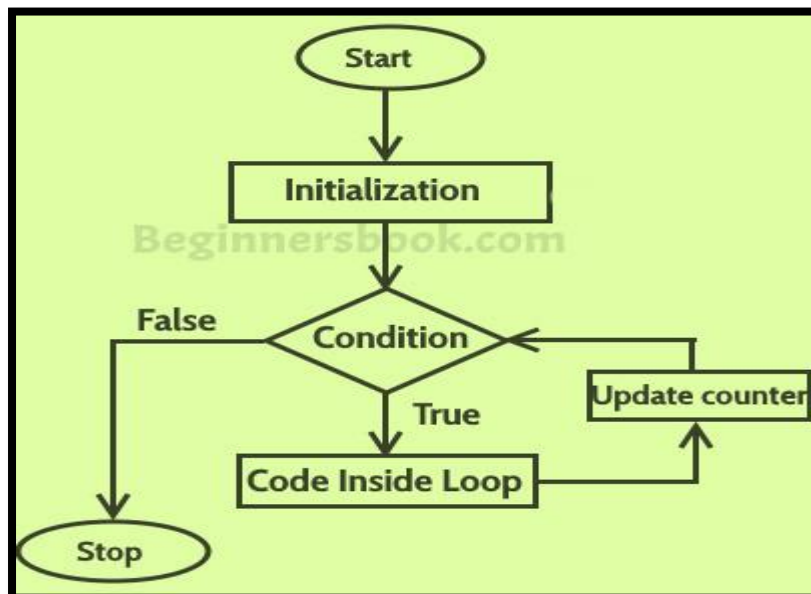 Start
Initialization
Beginnersbook.com
False
Condition
Update counter
True
Code Inside Loop
Stop